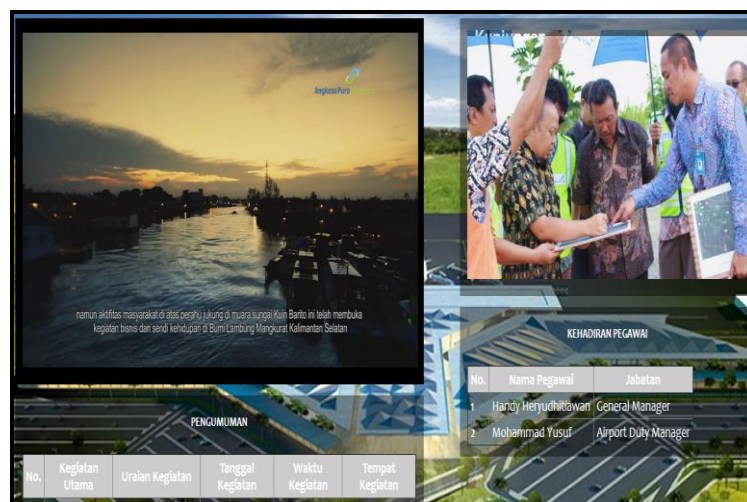 AngkasaPura
namun aktifitas masyarakat di atas perahu jukung di muara sungai Kuin Barito ini telah membuka
kegiatan bisnis dan sendi kehidupan di Bumi Lambung Mangkurat Kalimantan Selatan
PENGUMUMAN
No. Kegiatan Utama Uraian Kegiatan Tanggal Kegiatan Waktu Kegiatan Tempat Kegiatan
Kunjungan
KEHADIRAN PEGAWAI
No. Nama Pegawai Jabatan
1 Handy Heryudhitiawan General Manager
2 Mohammad Yusuf Airport Duty Manager